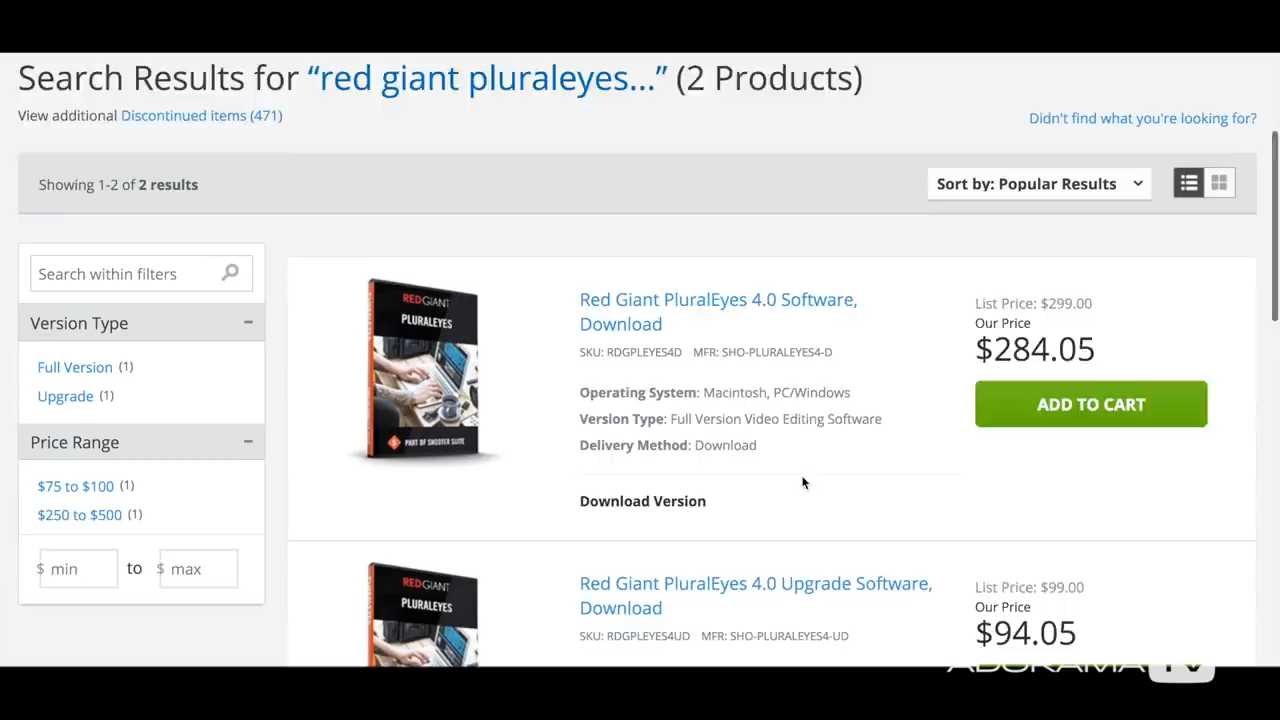 Search Results for “red giant pluraleyes...” (2 Products)
View additional Discontinued items (471)
Didn't find what you're looking for?
Showing 1-2 of 2 results
Sort by: Popular Results
Search within filters
Version Type
Full Version (1)
Upgrade (1)
Price Range
$75 to $100 (1)
$250 to $500 (1)
$ min to $ max
REDGIANT
PLURALEYES
PART OF SHOOTER SUITE
Red Giant PluralEyes 4.0 Software,
Download
SKU: RDGPLEYES4D MFR: SHO-PLURALEYES4-D
Operating System: Macintosh, PC/Windows
Version Type: Full Version Video Editing Software
Delivery Method: Download
Download Version
List Price: $299.00
Our Price
$284.05
ADD TO CART
REDGIANT
PLURALEYES
Red Giant PluralEyes 4.0 Upgrade Software,
Download
SKU: RDGPLEYES4UD MFR: SHO-PLURALEYES4-UD
List Price: $99.00
Our Price
$94.05
ADORAMA TV